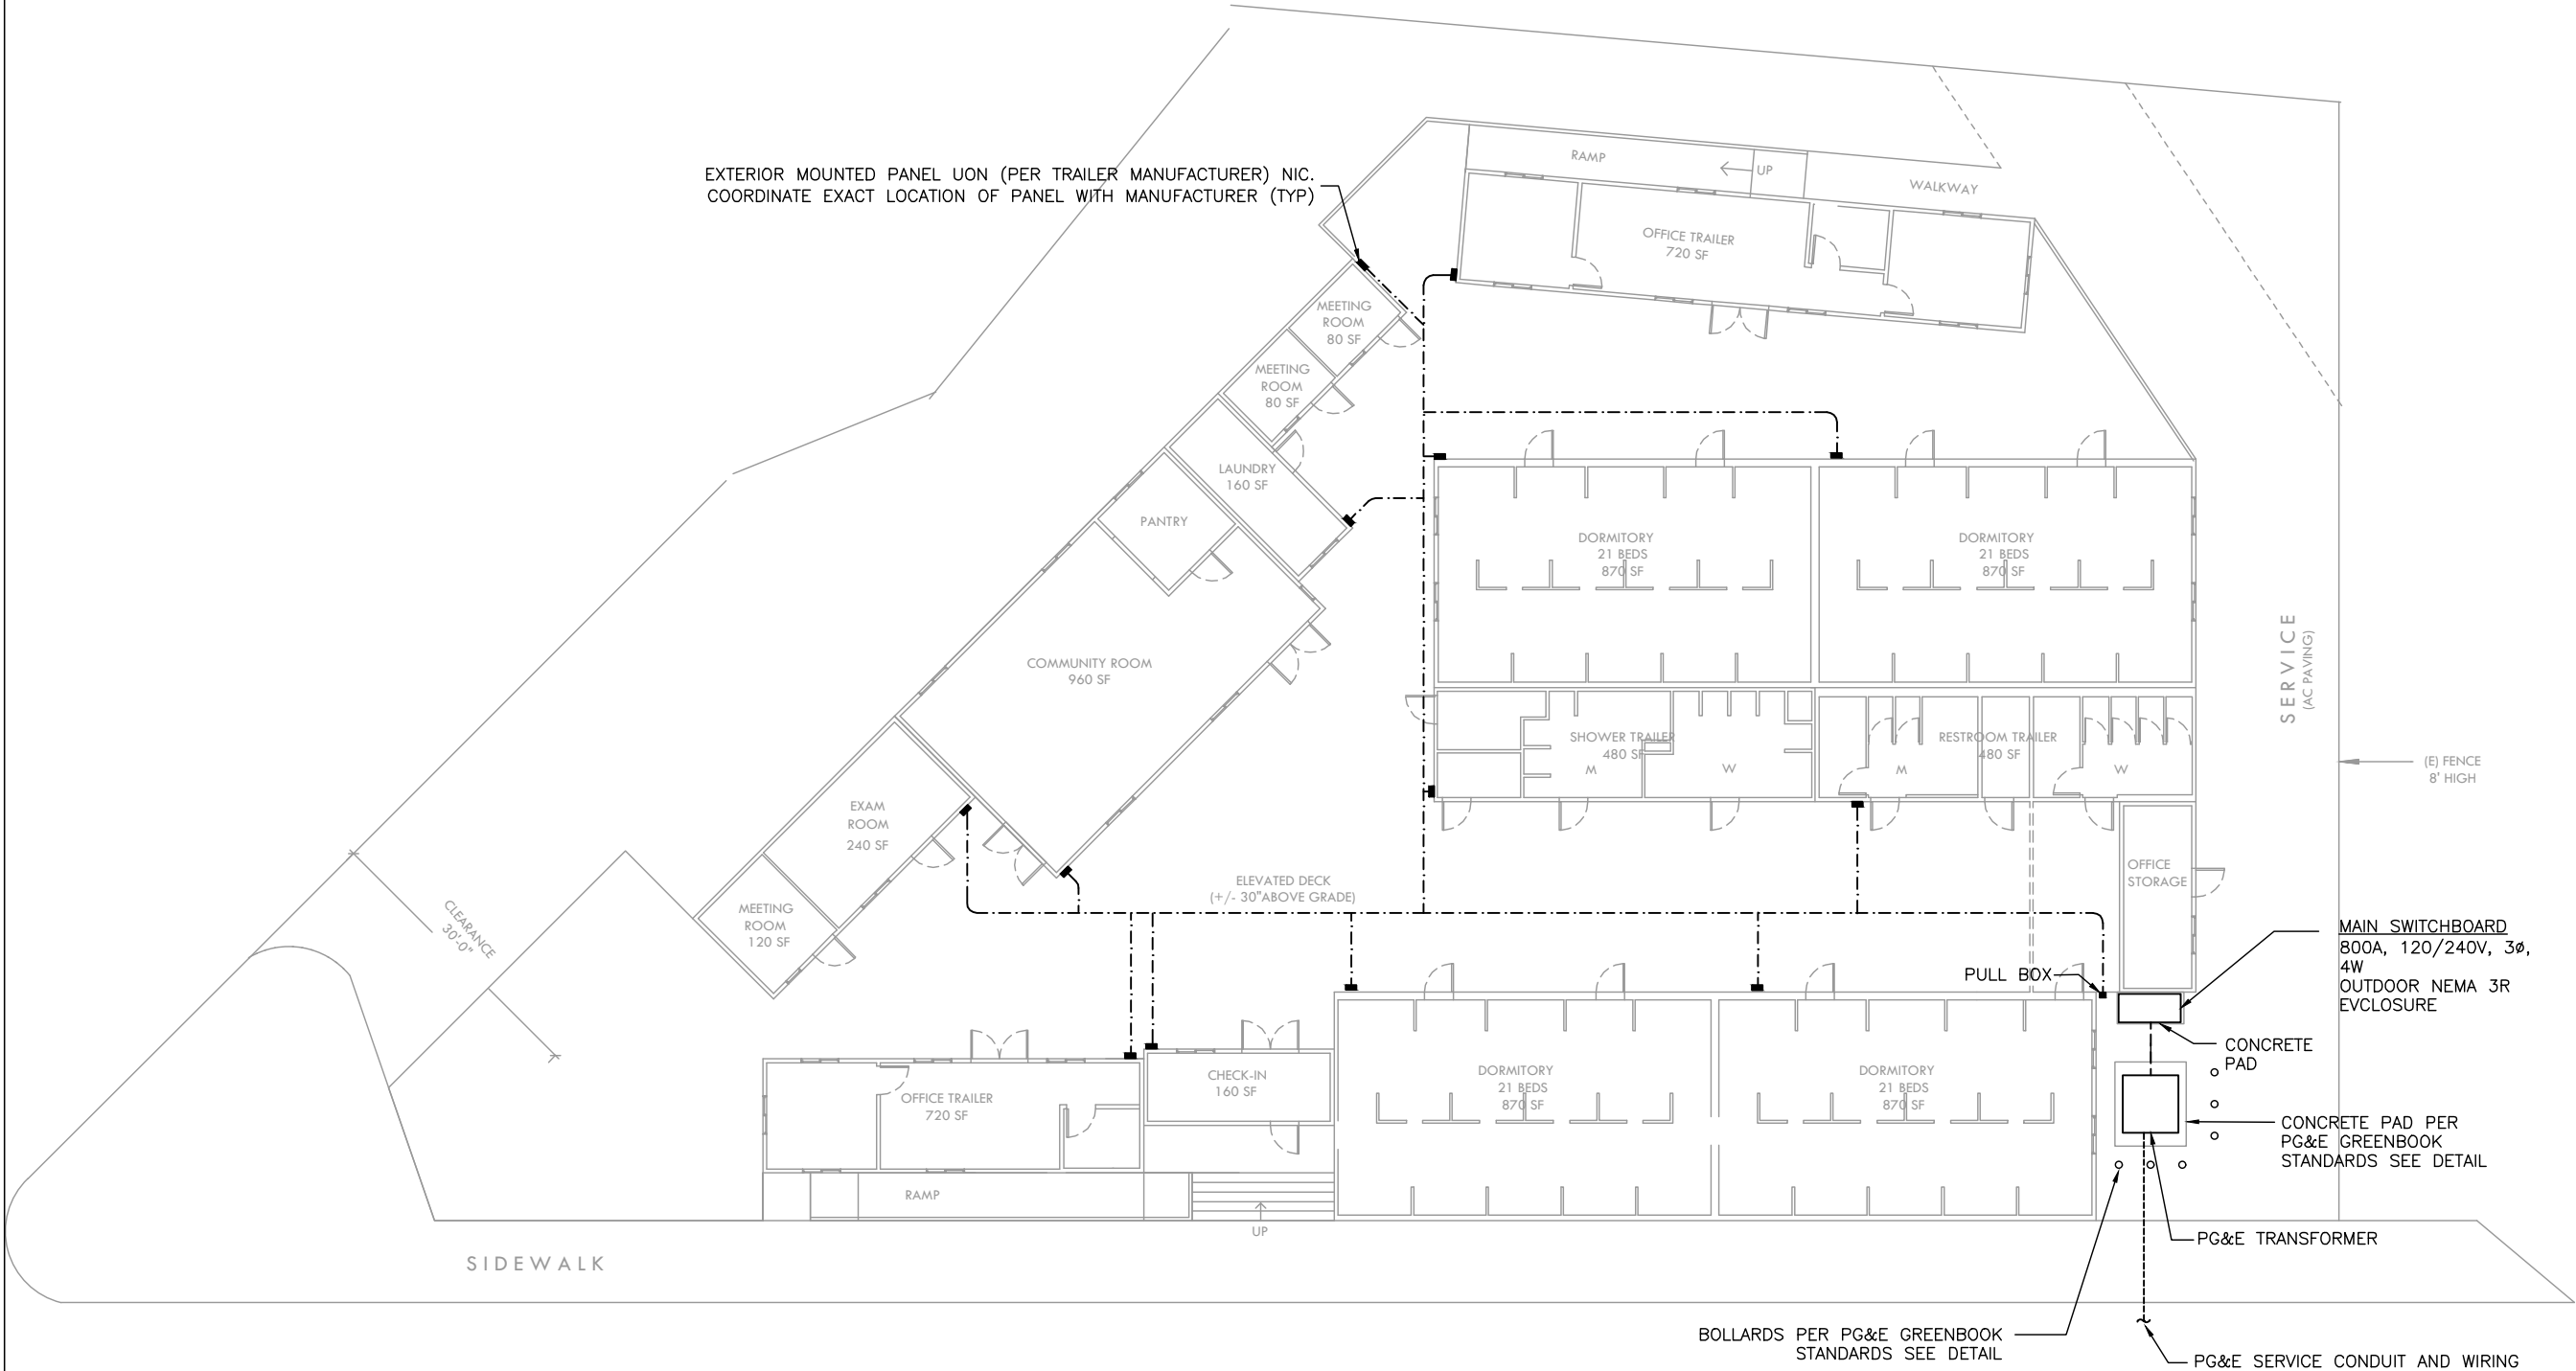 EXTERIOR MOUNTED PANEL UON (PER TRAILER MANUFACTURER) NIC.
COORDINATE EXACT LOCATION OF PANEL WITH MANUFACTURER (TYP)
RAMP
UP
WALKWAY
OFFICE TRAILER
720 SF
MEETING
ROOM
80 SF
MEETING
ROOM
80 SF
LAUNDRY
160 SF
PANTRY
DORMITORY
21 BEDS
870 SF
DORMITORY
21 BEDS
870 SF
COMMUNITY ROOM
960 SF
SERVICE
(AC PAVING)
SHOWER TRAILER
480 SF
M
W
RESTROOM TRAILER
480 SF
M
W
(E) FENCE
8' HIGH
EXAM
ROOM
240 SF
OFFICE
STORAGE
ELEVATED DECK
(+/- 30"ABOVE GRADE)
MEETING
ROOM
120 SF
CLEARANCE
30'-0"
MAIN SWITCHBOARD
800A, 120/240V, 3ø,
4W
OUTDOOR NEMA 3R
EVCLOSURE
PULL BOX
CONCRETE
PAD
CHECK-IN
160 SF
DORMITORY
21 BEDS
870 SF
DORMITORY
21 BEDS
870 SF
OFFICE TRAILER
720 SF
CONCRETE PAD PER
PG&E GREENBOOK
STANDARDS SEE DETAIL
RAMP
UP
PG&E TRANSFORMER
SIDEWALK
BOLLARDS PER PG&E GREENBOOK
STANDARDS SEE DETAIL
PG&E SERVICE CONDUIT AND WIRING